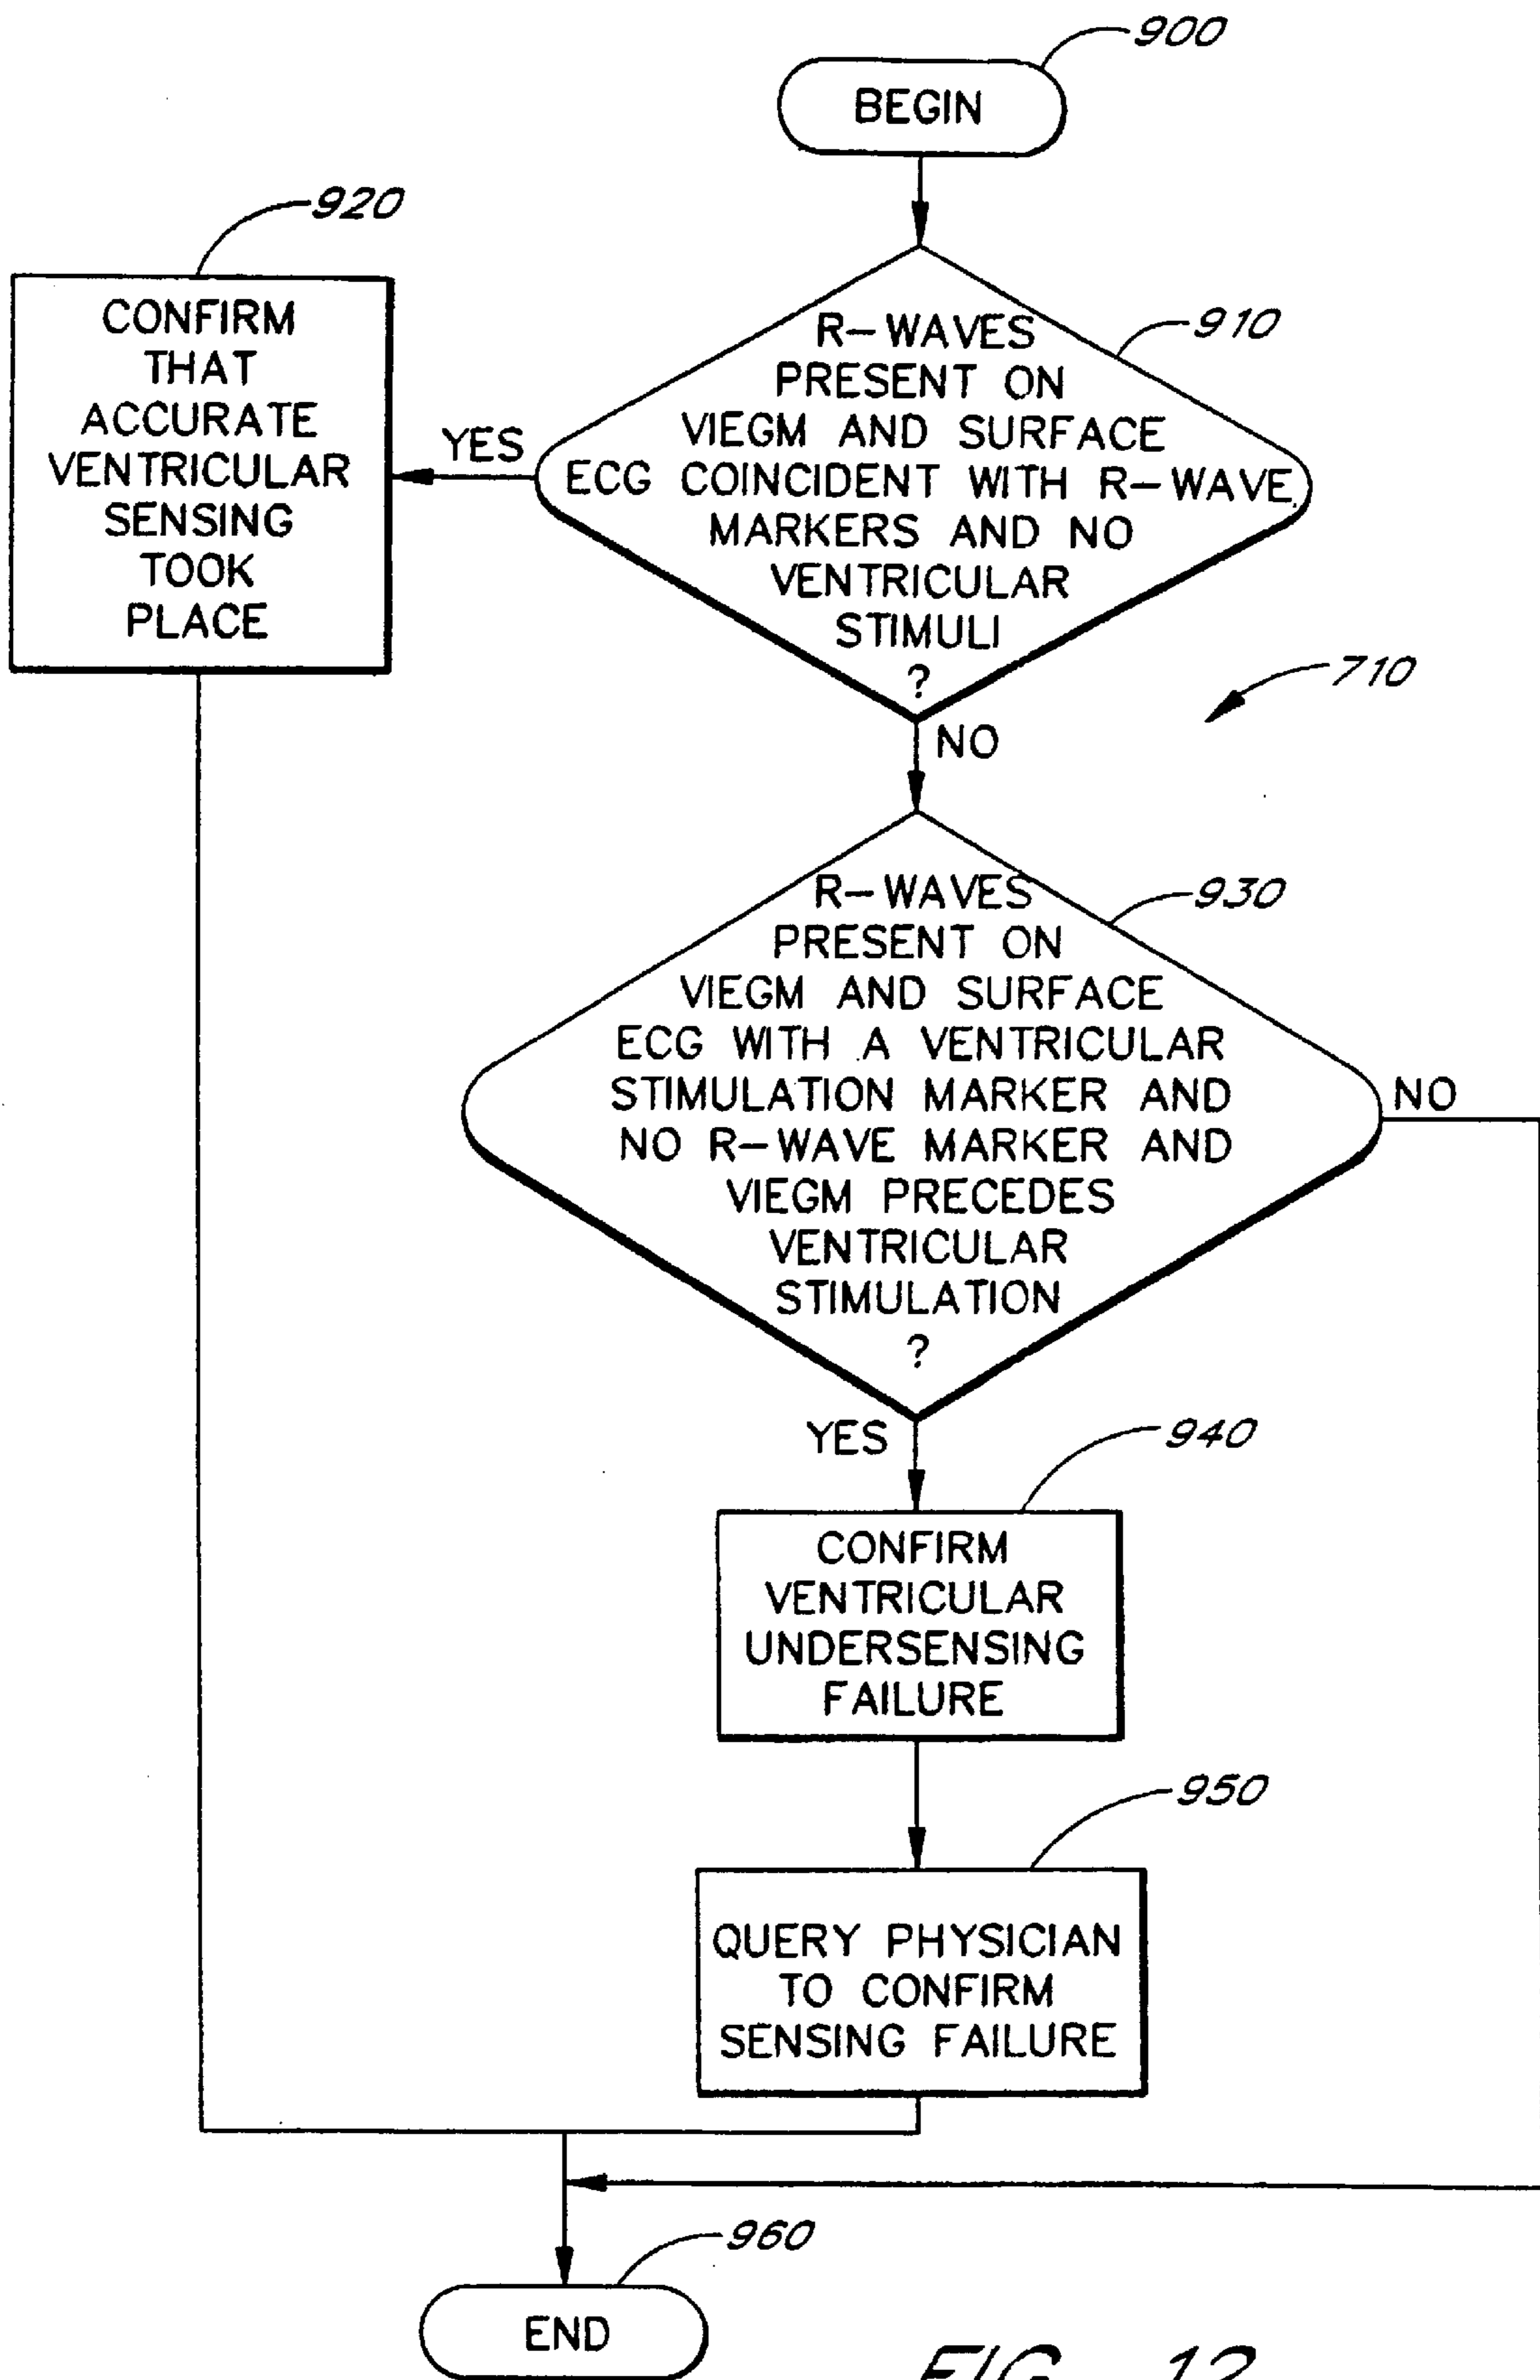 900
BEGIN
920
CONFIRM
THAT
ACCURATE
VENTRICULAR
SENSING
TOOK
PLACE
YES
910
R-WAVES
PRESENT ON
VIEGM AND SURFACE
ECG COINCIDENT WITH R-WAVE
MARKERS AND NO
VENTRICULAR
STIMULI
?
710
NO
930
R-WAVES
PRESENT ON
VIEGM AND SURFACE
ECG WITH A VENTRICULAR
STIMULATION MARKER AND
NO R-WAVE MARKER AND
VIEGM PRECEDES
VENTRICULAR
STIMULATION
?
NO
YES
940
CONFIRM
VENTRICULAR
UNDERSENSING
FAILURE
950
QUERY PHYSICIAN
TO CONFIRM
SENSING FAILURE
960
END
FIG. 12